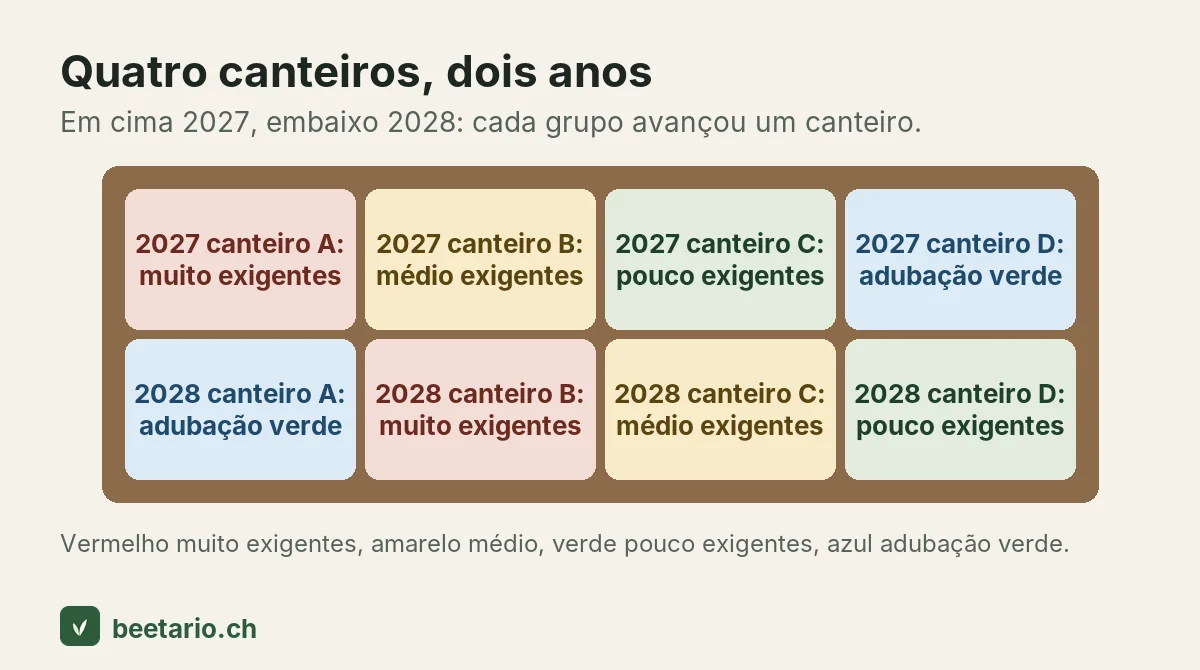 Quatro canteiros, dois anos
Em cima 2027, embaixo 2028: cada grupo avançou um canteiro.
2027 canteiro A:
muito exigentes
2027 canteiro B:
médio exigentes
2027 canteiro C:
pouco exigentes
2027 canteiro D:
adubação verde
2028 canteiro A:
adubação verde
2028 canteiro B:
muito exigentes
2028 canteiro C:
médio exigentes
2028 canteiro D:
pouco exigentes
Vermelho muito exigentes, amarelo médio, verde pouco exigentes, azul adubação verde.
beetario.ch